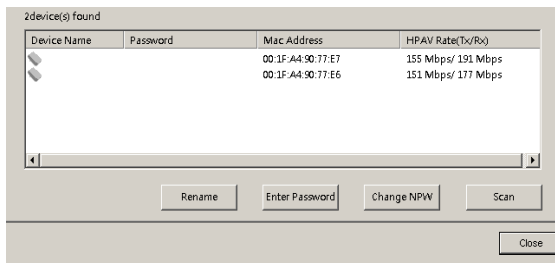 2device(s) found
Device Name Password Mac Address HPAV Rate(Tx/Rx)
00:1F:A4:90:77:E7 155 Mbps/ 191 Mbps
00:1F:A4:90:77:E6 151 Mbps/ 177 Mbps
Rename Enter Password Change NPW Scan
Close